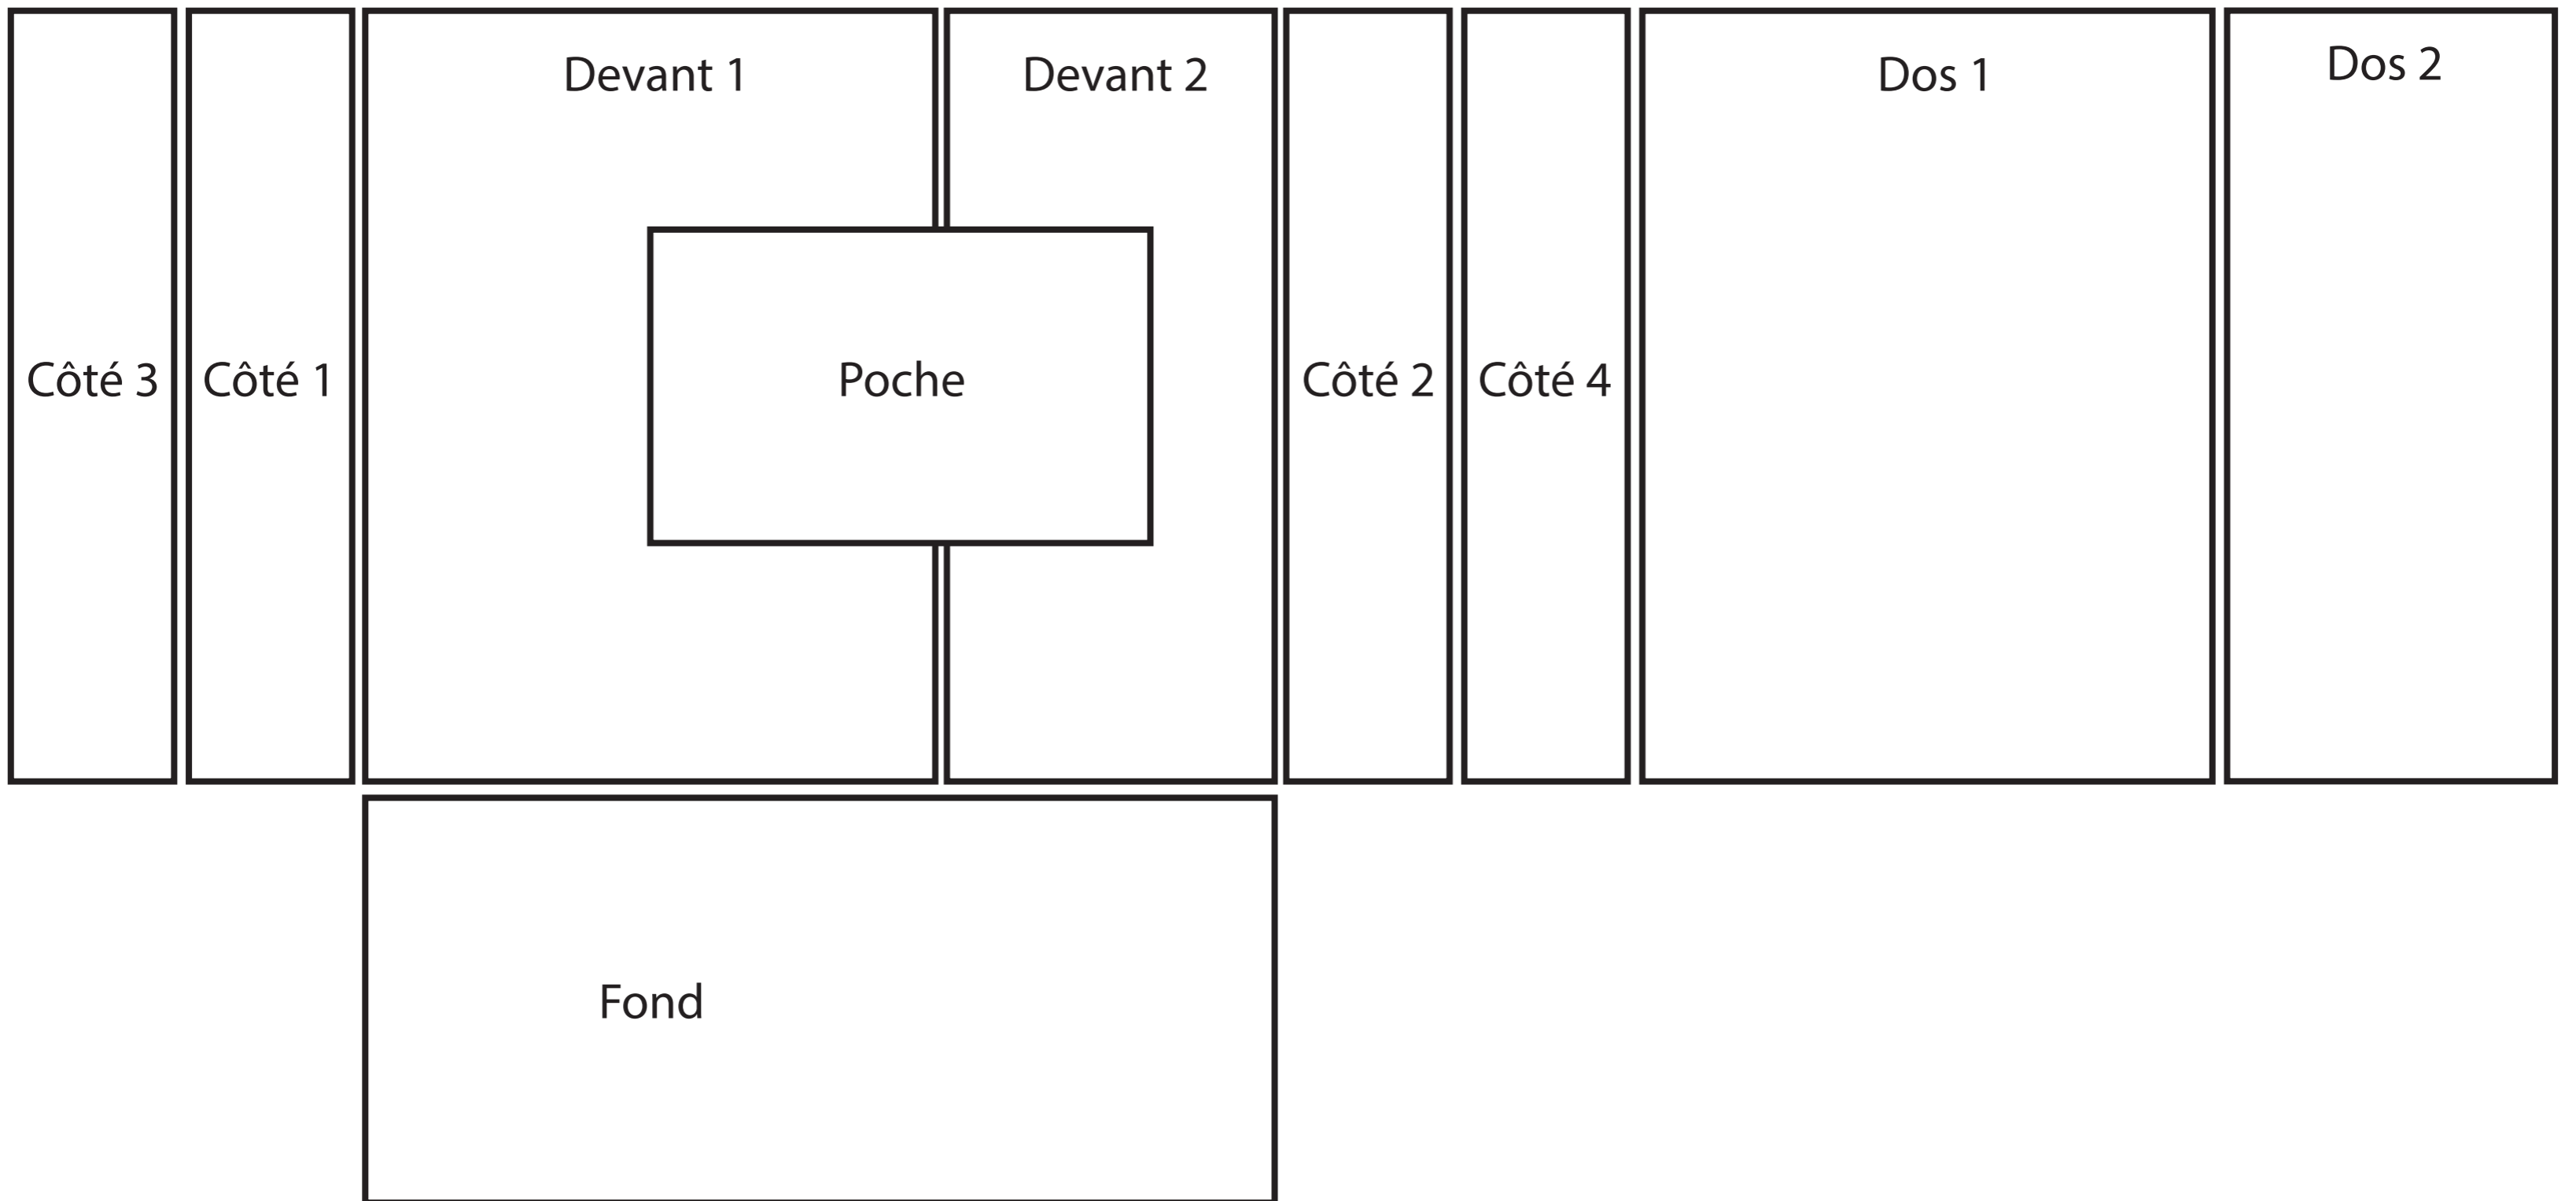 Devant 1
Devant 2
Dos 1
Dos 2
Côté 3
Côté 1
Poche
Côté 2
Côté 4
Fond